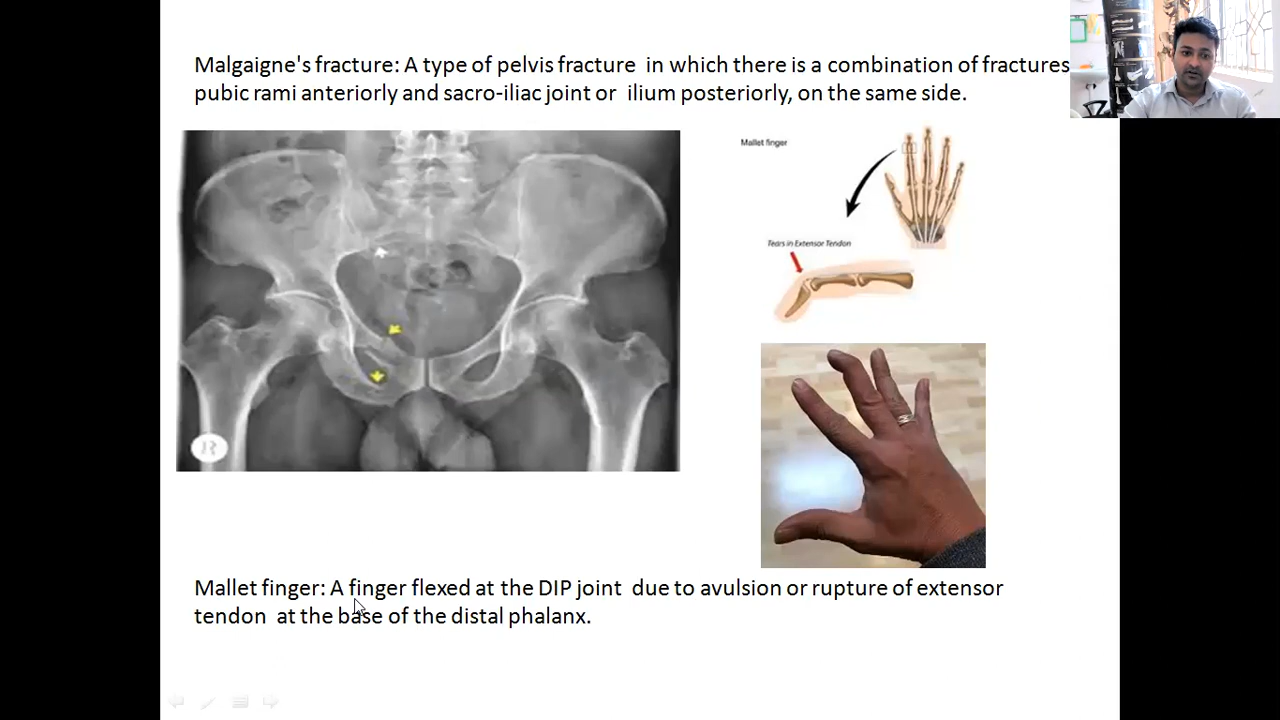 Malgaigne's fracture: A type of pelvis fracture in which there is a combination of fractures
pubic rami anteriorly and sacro-iliac joint or ilium posteriorly, on the same side.
Mallet finger
Tears in Extensor Tendon
R
Mallet finger: A finger flexed at the DIP joint due to avulsion or rupture of extensor
tendon at the base of the distal phalanx.